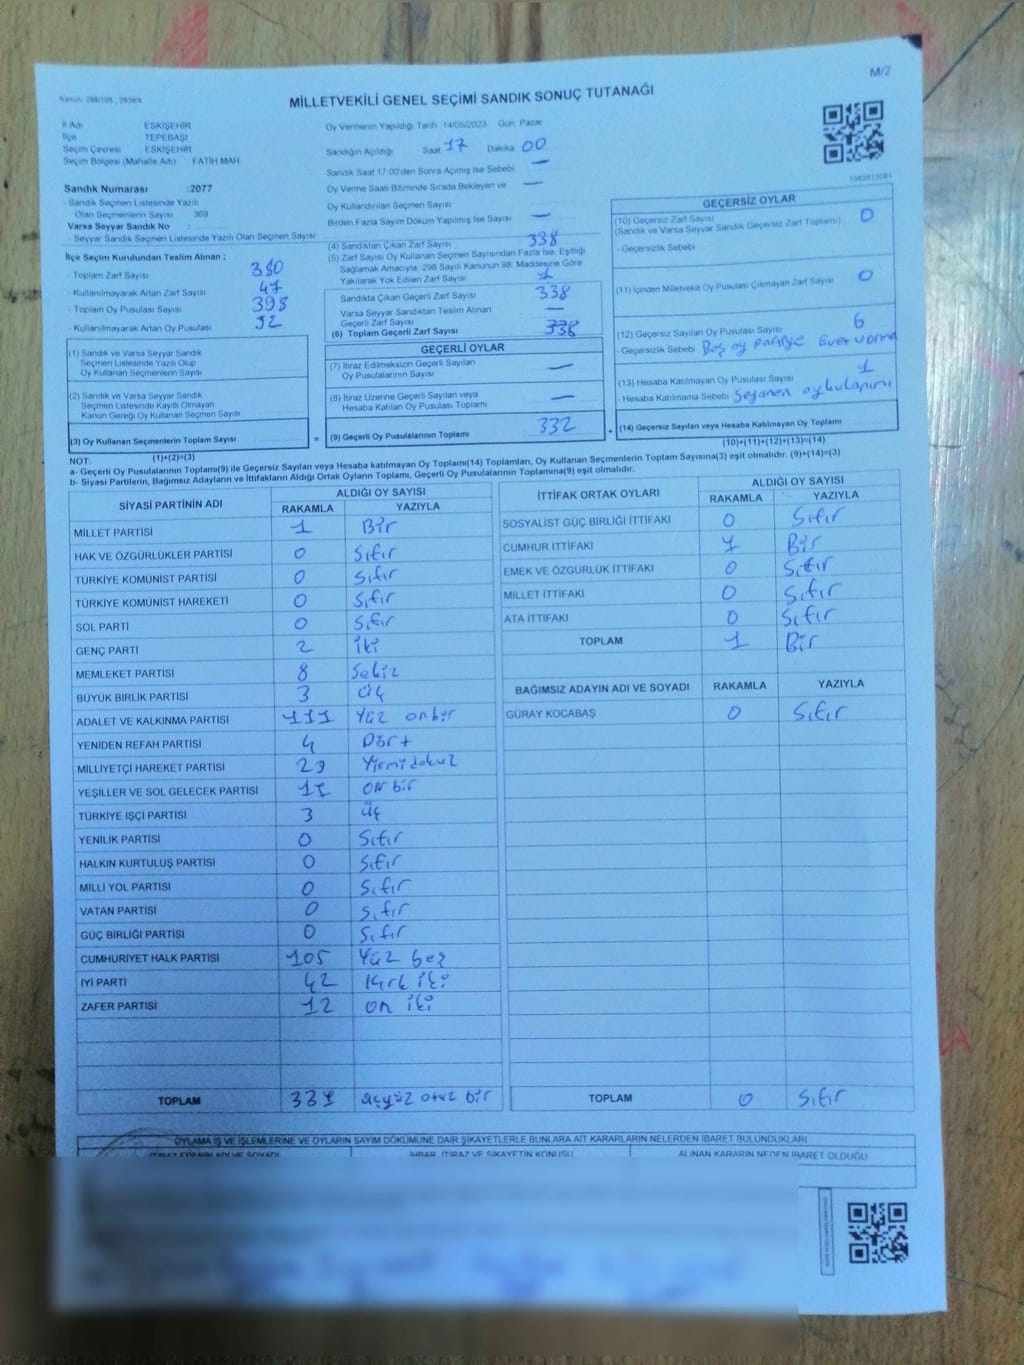 M/2
MİLLETVEKİLİ GENEL SEÇİMİ SANDIK SONUÇ TUTANAĞI
İl Adı ESKİŞEHİR
İlçe TEPEBAŞI
Seçim Çevresi ESKİŞEHİR
Seçim Bölgesi (Mahalle Adı) FATİH MAH.
Sandık Numarası :2077
- Sandık Seçmen Listesinde Yazılı
Olan Seçmenlerin Sayısı 369
Varsa Seyyar Sandık No
- Seyyar Sandık Seçmen Listesinde Yazılı Olan Seçmen Sayısı
Oy Vermenin Yapıldığı Tarih 14/05/2023 Gün Pazar
Sandığın Açıldığı Saat 17 Dakika 00
Sandık Saat 17:00'den Sonra Açılmış İse Sebebi —
Oy Verme Saati Bitiminde Sırada Bekleyen ve —
Oy Kullandırılan Seçmen Sayısı
Birden Fazla Sayım Döküm Yapılmış İse Sayısı —
İlçe Seçim Kurulundan Teslim Alınan :
- Toplam Zarf Sayısı
- Kullanılmayarak Artan Zarf Sayısı 47
- Toplam Oy Pusulası Sayısı
- Kullanılmayarak Artan Oy Pusulası
(4) Sandıktan Çıkan Zarf Sayısı 338
(5) Zarf Sayısı Oy Kullanan Seçmen Sayısından Fazla İse, Eşitliği
Sağlamak Amacıyla, 298 Sayılı Kanunun 98. Maddesine Göre
Yakılarak Yok Edilen Zarf Sayısı
Sandıkta Çıkan Geçerli Zarf Sayısı 338
Varsa Seyyar Sandıktan Teslim Alınan
Geçerli Zarf Sayısı —
(6) Toplam Geçerli Zarf Sayısı 338
GEÇERSİZ OYLAR
(10) Geçersiz Zarf Sayısı 0
(Sandık ve Varsa Seyyar Sandık Geçersiz Zarf Toplamı)
- Geçersizlik Sebebi
(11) İçinden Milletvekili Oy Pusulası Çıkmayan Zarf Sayısı 0
(12) Geçersiz Sayılan Oy Pusulası Sayısı 6
- Geçersizlik Sebebi Boş oy partiye
(13) Hesaba Katılmayan Oy Pusulası Sayısı 1
- Hesaba Katılmama Sebebi
(14) Geçersiz Sayılan veya Hesaba Katılmayan Oy Toplamı
(10)+(11)+(12)+(13)=(14)
(1) Sandık ve Varsa Seyyar Sandık
Seçmen Listesinde Yazılı Olup
Oy Kullanan Seçmenlerin Sayısı
(2) Sandık ve Varsa Seyyar Sandık
Seçmen Listesinde Kayıtlı Olmayan
Kanun Gereği Oy Kullanan Seçmen Sayısı
(3) Oy Kullanan Seçmenlerin Toplam Sayısı =
(1)+(2)=(3)
GEÇERLİ OYLAR
(7) İtiraz Edilmeksizin Geçerli Sayılan
Oy Pusulalarının Sayısı —
(8) İtiraz Üzerine Geçerli Sayılan veya
Hesaba Katılan Oy Pusulası Toplamı —
(9) Geçerli Oy Pusulalarının Toplamı 332 +
NOT:
a- Geçerli Oy Pusulalarının Toplamı(9) ile Geçersiz Sayılan veya Hesaba katılmayan Oy Toplamı(14) Toplamları, Oy Kullanan Seçmenlerin Toplam Sayısına(3) eşit olmalıdır. (9)+(14)=(3)
b- Siyasi Partilerin, Bağımsız Adayların ve İttifakların Aldığı Ortak Oyların Toplamı, Geçerli Oy Pusulalarının Toplamına(9) eşit olmalıdır.
SİYASİ PARTİNİN ADI ALDIĞI OY SAYISI
RAKAMLA YAZIYLA
MİLLET PARTİSİ 1 Bir
HAK VE ÖZGÜRLÜKLER PARTİSİ 0 Sıfır
TÜRKİYE KOMÜNİST PARTİSİ 0 Sıfır
TÜRKİYE KOMÜNİST HAREKETİ 0 Sıfır
SOL PARTİ 0 Sıfır
GENÇ PARTİ 2 İki
MEMLEKET PARTİSİ 8 Sekiz
BÜYÜK BİRLİK PARTİSİ 3 Üç
ADALET VE KALKINMA PARTİSİ 111 Yüz onbir
YENİDEN REFAH PARTİSİ 4 Dört
MİLLİYETÇİ HAREKET PARTİSİ 29 Yirmidokuz
YEŞİLLER VE SOL GELECEK PARTİSİ 11 on bir
TÜRKİYE İŞÇİ PARTİSİ 3 Üç
YENİLİK PARTİSİ 0 Sıfır
HALKIN KURTULUŞ PARTİSİ 0 Sıfır
MİLLİ YOL PARTİSİ 0 Sıfır
VATAN PARTİSİ 0 Sıfır
GÜÇ BİRLİĞİ PARTİSİ 0 Sıfır
CUMHURİYET HALK PARTİSİ 105 Yüz beş
İYİ PARTİ 42 Kırk iki
ZAFER PARTİSİ 12 on iki
TOPLAM 331 üçyüz otuz bir
İTTİFAK ORTAK OYLARI ALDIĞI OY SAYISI
RAKAMLA YAZIYLA
SOSYALİST GÜÇ BİRLİĞİ İTTİFAKI 0 Sıfır
CUMHUR İTTİFAKI 1 Bir
EMEK VE ÖZGÜRLÜK İTTİFAKI 0 Sıfır
MİLLET İTTİFAKI 0 Sıfır
ATA İTTİFAKI 0 Sıfır
TOPLAM 1 Bir
BAĞIMSIZ ADAYIN ADI VE SOYADI RAKAMLA YAZIYLA
GÜRAY KOCABAŞ 0 Sıfır
TOPLAM 0 Sıfır
OYLAMA İŞ VE İŞLEMLERİNE VE OYLARIN SAYIM DÖKÜMÜNE DAİR ŞİKAYETLERLE BUNLARA AİT KARARLARIN NELERDEN İBARET BULUNDUKLARI
İHBAR, İTİRAZ VE ŞİKAYETİN KONUSU ALINAN KARARIN NEDEN İBARET OLDUĞU